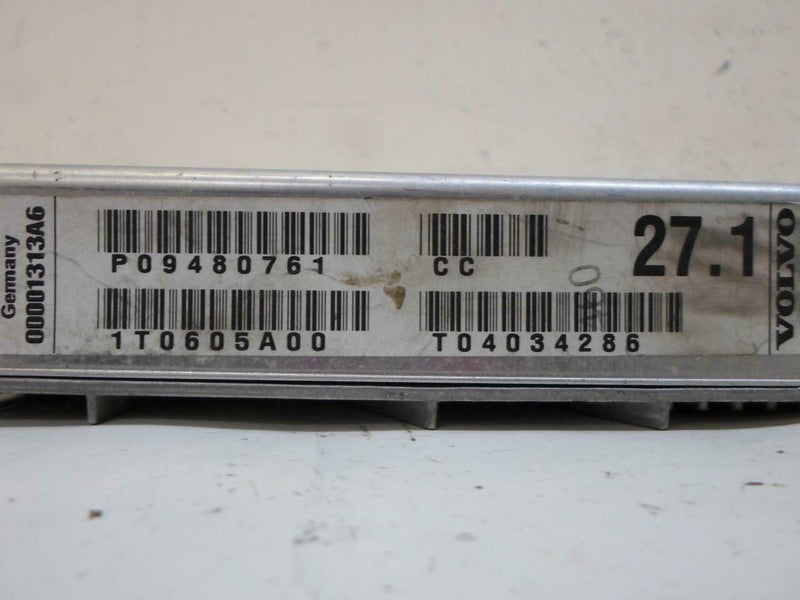 Germany
00001313A6
P09480761
CC
27.1
VOLVO
1T0605A00
T04034286